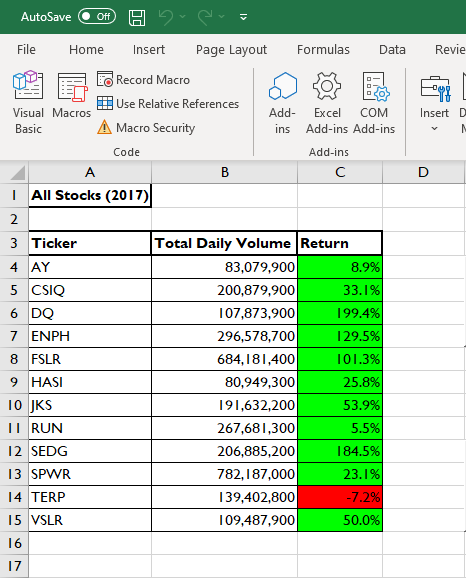 AutoSave Off
File Home Insert Page Layout Formulas Data Revie
Visual Basic
Macros
Record Macro
Use Relative References
Macro Security
Code
Add-ins
Excel Add-ins
COM Add-ins
Add-ins
Insert
A B C D
1 All Stocks (2017)
2
3 Ticker Total Daily Volume Return
4 AY 83,079,900 8.9%
5 CSIQ 200,879,900 33.1%
6 DQ 107,873,900 199.4%
7 ENPH 296,578,700 129.5%
8 FSLR 684,181,400 101.3%
9 HASI 80,949,300 25.8%
10 JKS 191,632,200 53.9%
11 RUN 267,681,300 5.5%
12 SEDG 206,885,200 184.5%
13 SPWR 782,187,000 23.1%
14 TERP 139,402,800 -7.2%
15 VSLR 109,487,900 50.0%
16
17